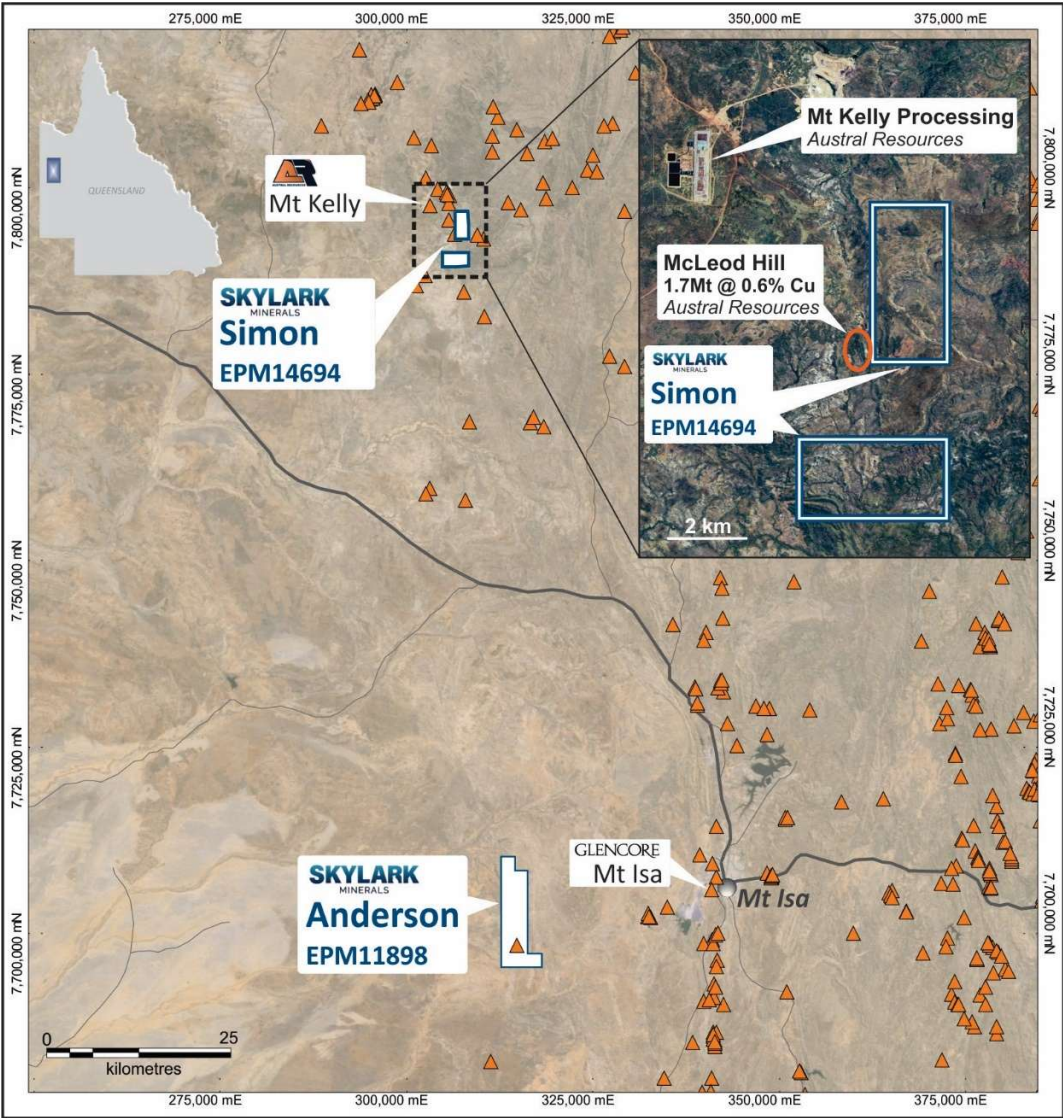 275,000 mE
300,000 mE
325,000 mE
350,000 mE
375,000 mE
QUEENSLAND
AR
AUSTRAL RESOURCES
Mt Kelly
SKYLARK
MINERALS
Simon
EPM14694
Mt Kelly Processing
Austral Resources
McLeod Hill
1.7Mt @ 0.6% Cu
Austral Resources
SKYLARK
MINERALS
Simon
EPM14694
2 km
7,800,000 mN
7,775,000 mN
7,750,000 mN
7,725,000 mN
7,700,000 mN
7,800,000 mN
7,775,000 mN
7,750,000 mN
7,725,000 mN
7,700,000 mN
GLENCORE
Mt Isa
Mt Isa
SKYLARK
MINERALS
Anderson
EPM11898
0 25
kilometres
275,000 mE
300,000 mE
325,000 mE
350,000 mE
375,000 mE